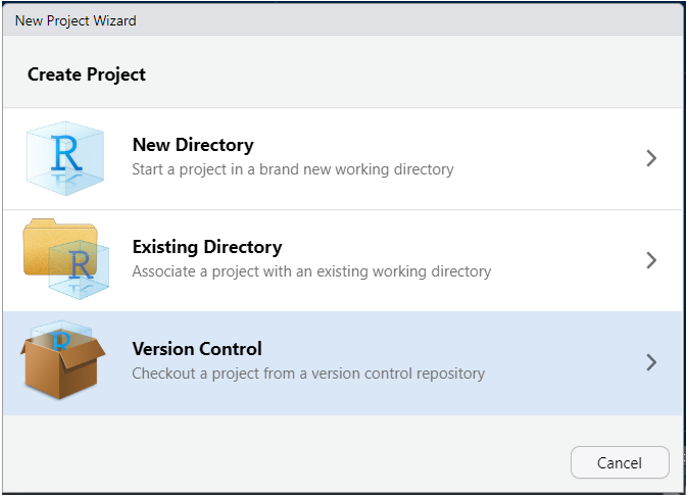 New Project Wizard
Create Project
R
New Directory
Start a project in a brand new working directory
R
Existing Directory
Associate a project with an existing working directory
R
Version Control
Checkout a project from a version control repository
Cancel